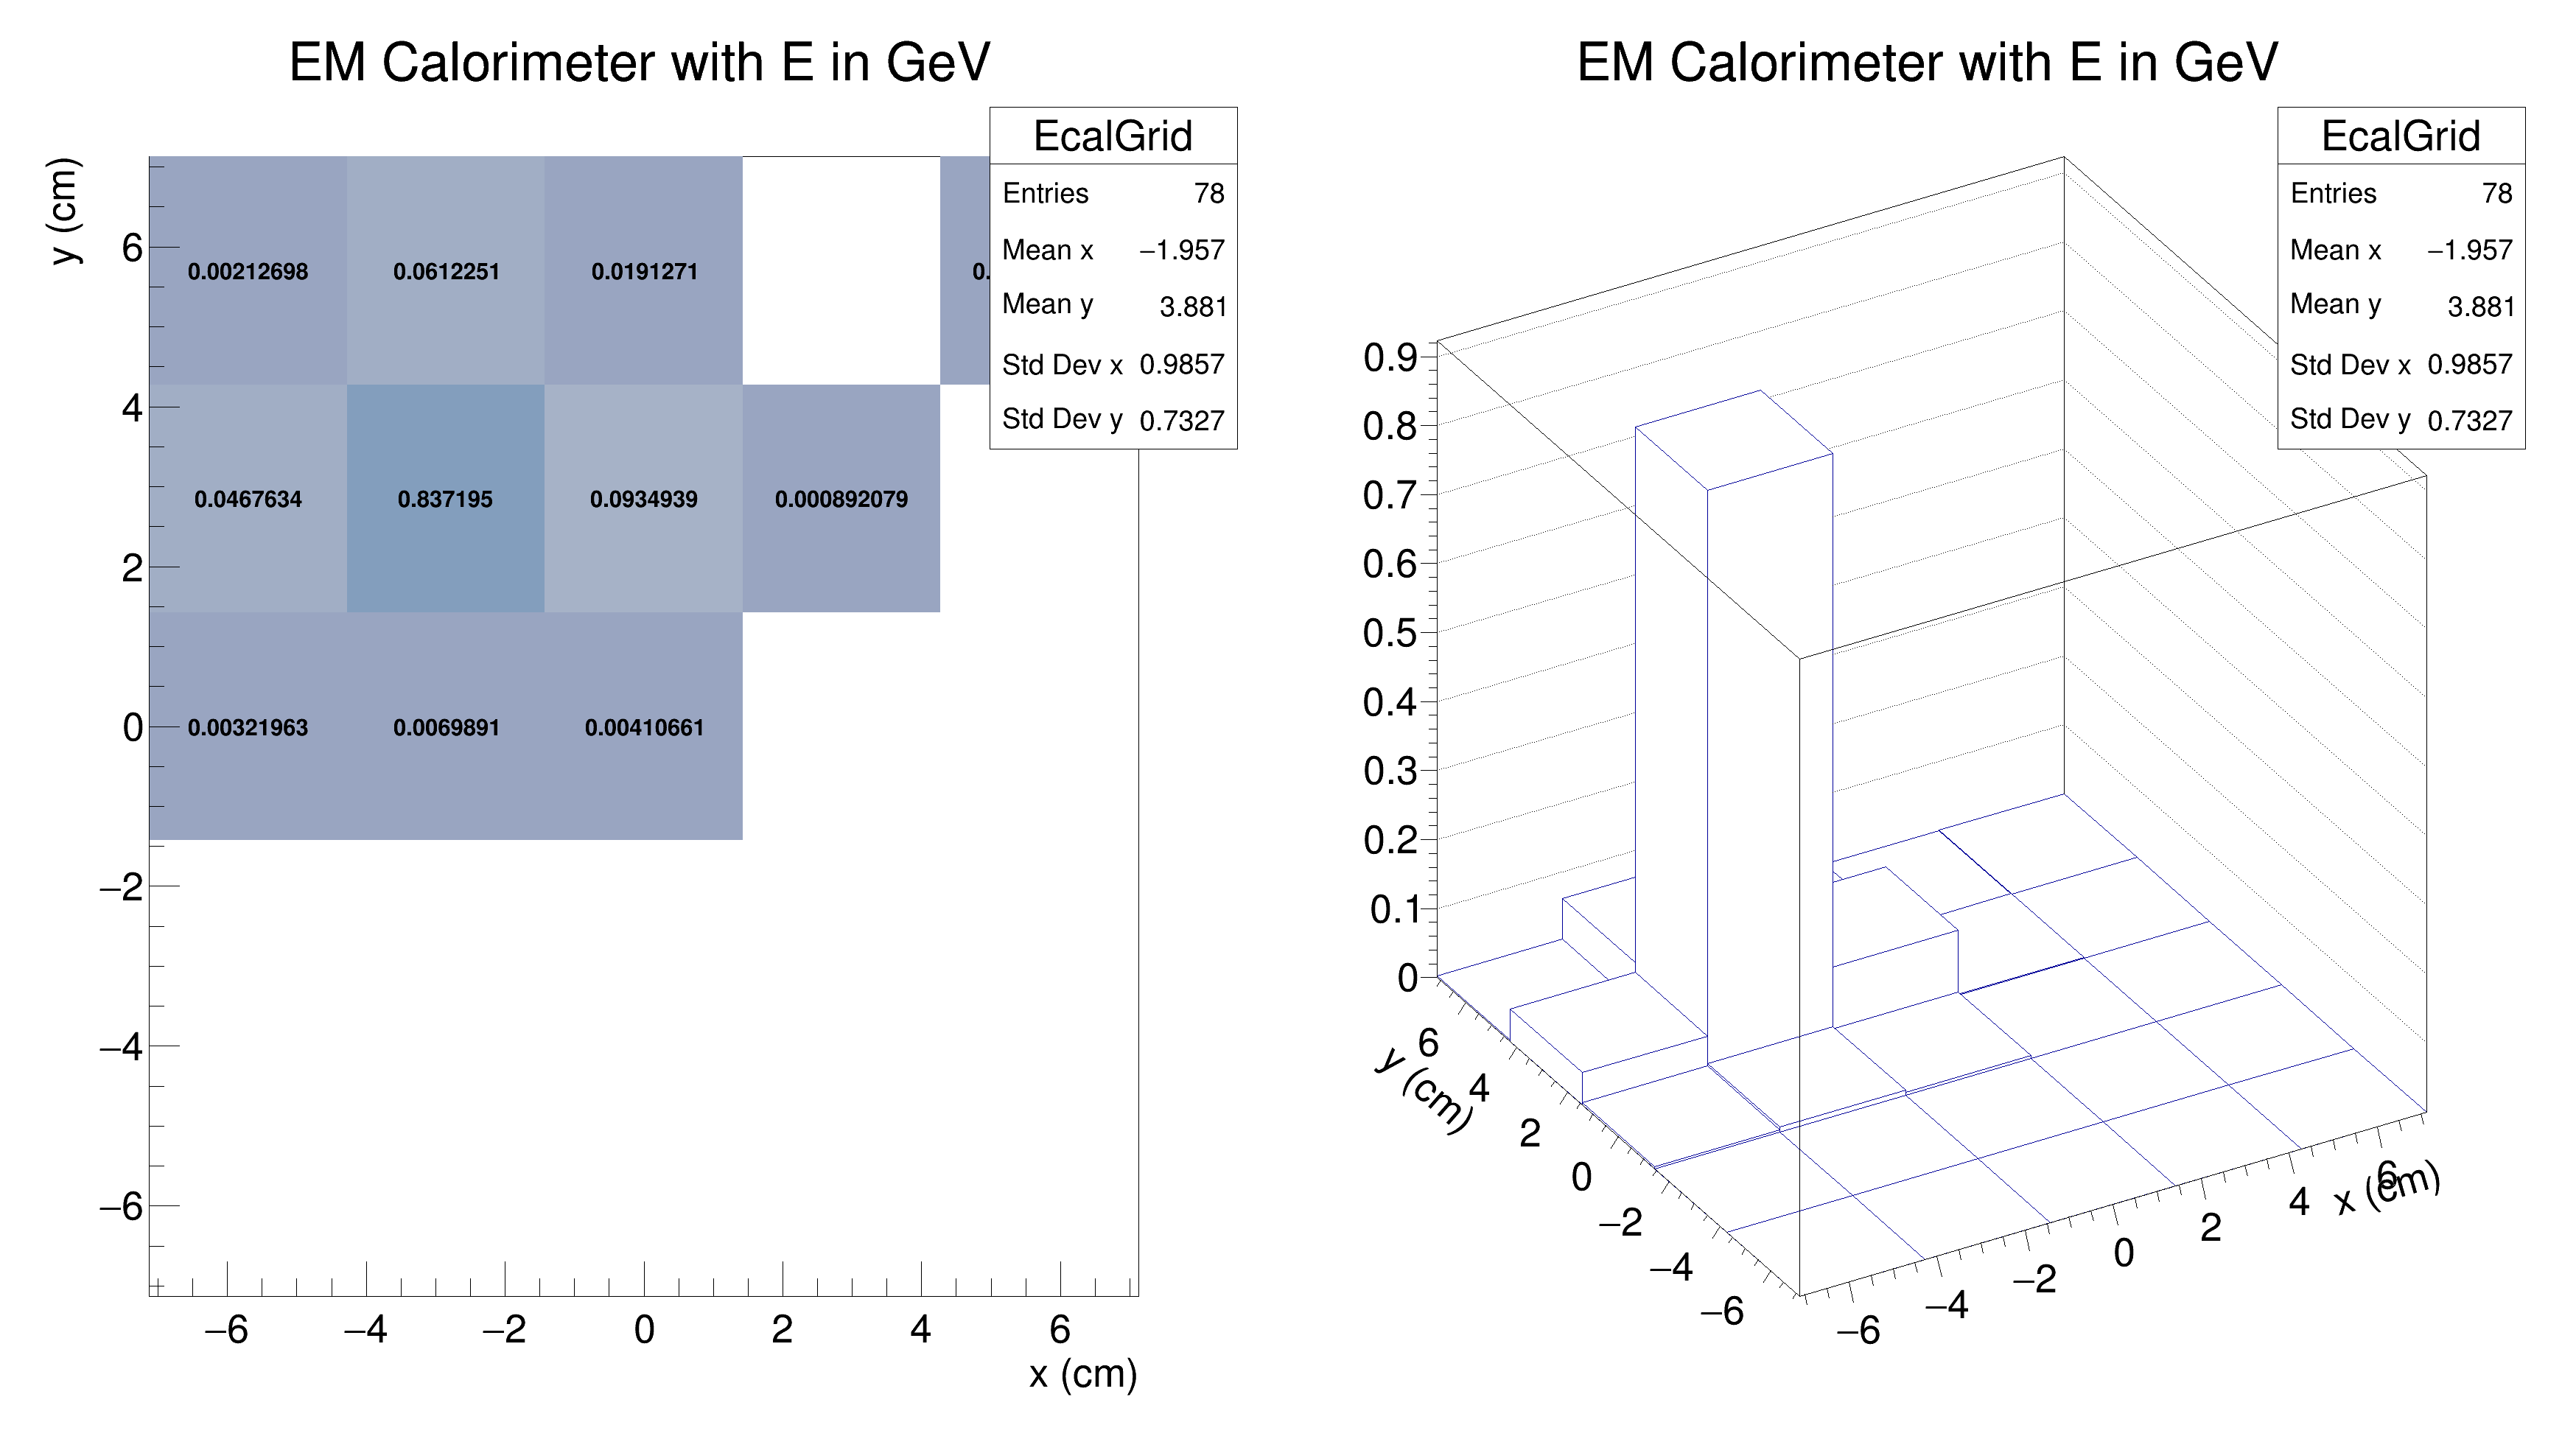 EM Calorimeter with E in GeV
EcalGrid
Entries 78
Mean x −1.957
Mean y 3.881
Std Dev x 0.9857
Std Dev y 0.7327
y (cm)
6
4
2
0
−2
−4
−6
0.00212698 0.0612251 0.0191271 0.
0.0467634 0.837195 0.0934939 0.000892079
0.00321963 0.0069891 0.00410661
−6 −4 −2 0 2 4 6
x (cm)
EM Calorimeter with E in GeV
EcalGrid
Entries 78
Mean x −1.957
Mean y 3.881
Std Dev x 0.9857
Std Dev y 0.7327
0.9
0.8
0.7
0.6
0.5
0.4
0.3
0.2
0.1
0
y (cm)
6
4
2
0
−2
−4
−6
−6 −4 −2 0 2 4 6
x (cm)